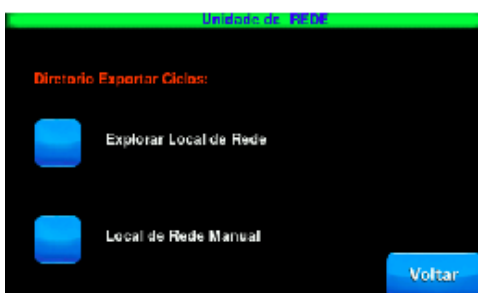 Unidade de REDE
Diretorio Exportar Ciclos:
Explorar Local de Rede
Local de Rede Manual
Voltar